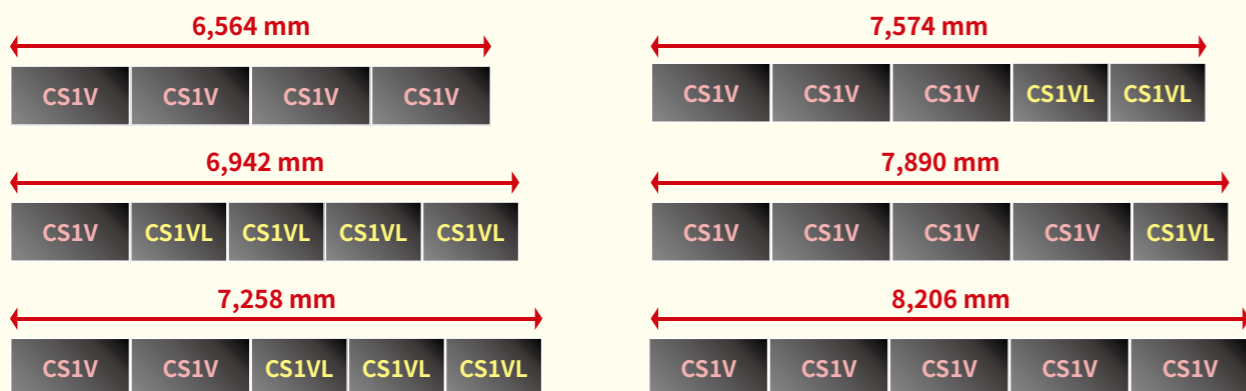 6,564 mm
CS1V CS1V CS1V CS1V
7,574 mm
CS1V CS1V CS1V CS1VL CS1VL
6,942 mm
CS1V CS1VL CS1VL CS1VL CS1VL
7,890 mm
CS1V CS1V CS1V CS1V CS1VL
7,258 mm
CS1V CS1V CS1VL CS1VL CS1VL
8,206 mm
CS1V CS1V CS1V CS1V CS1V